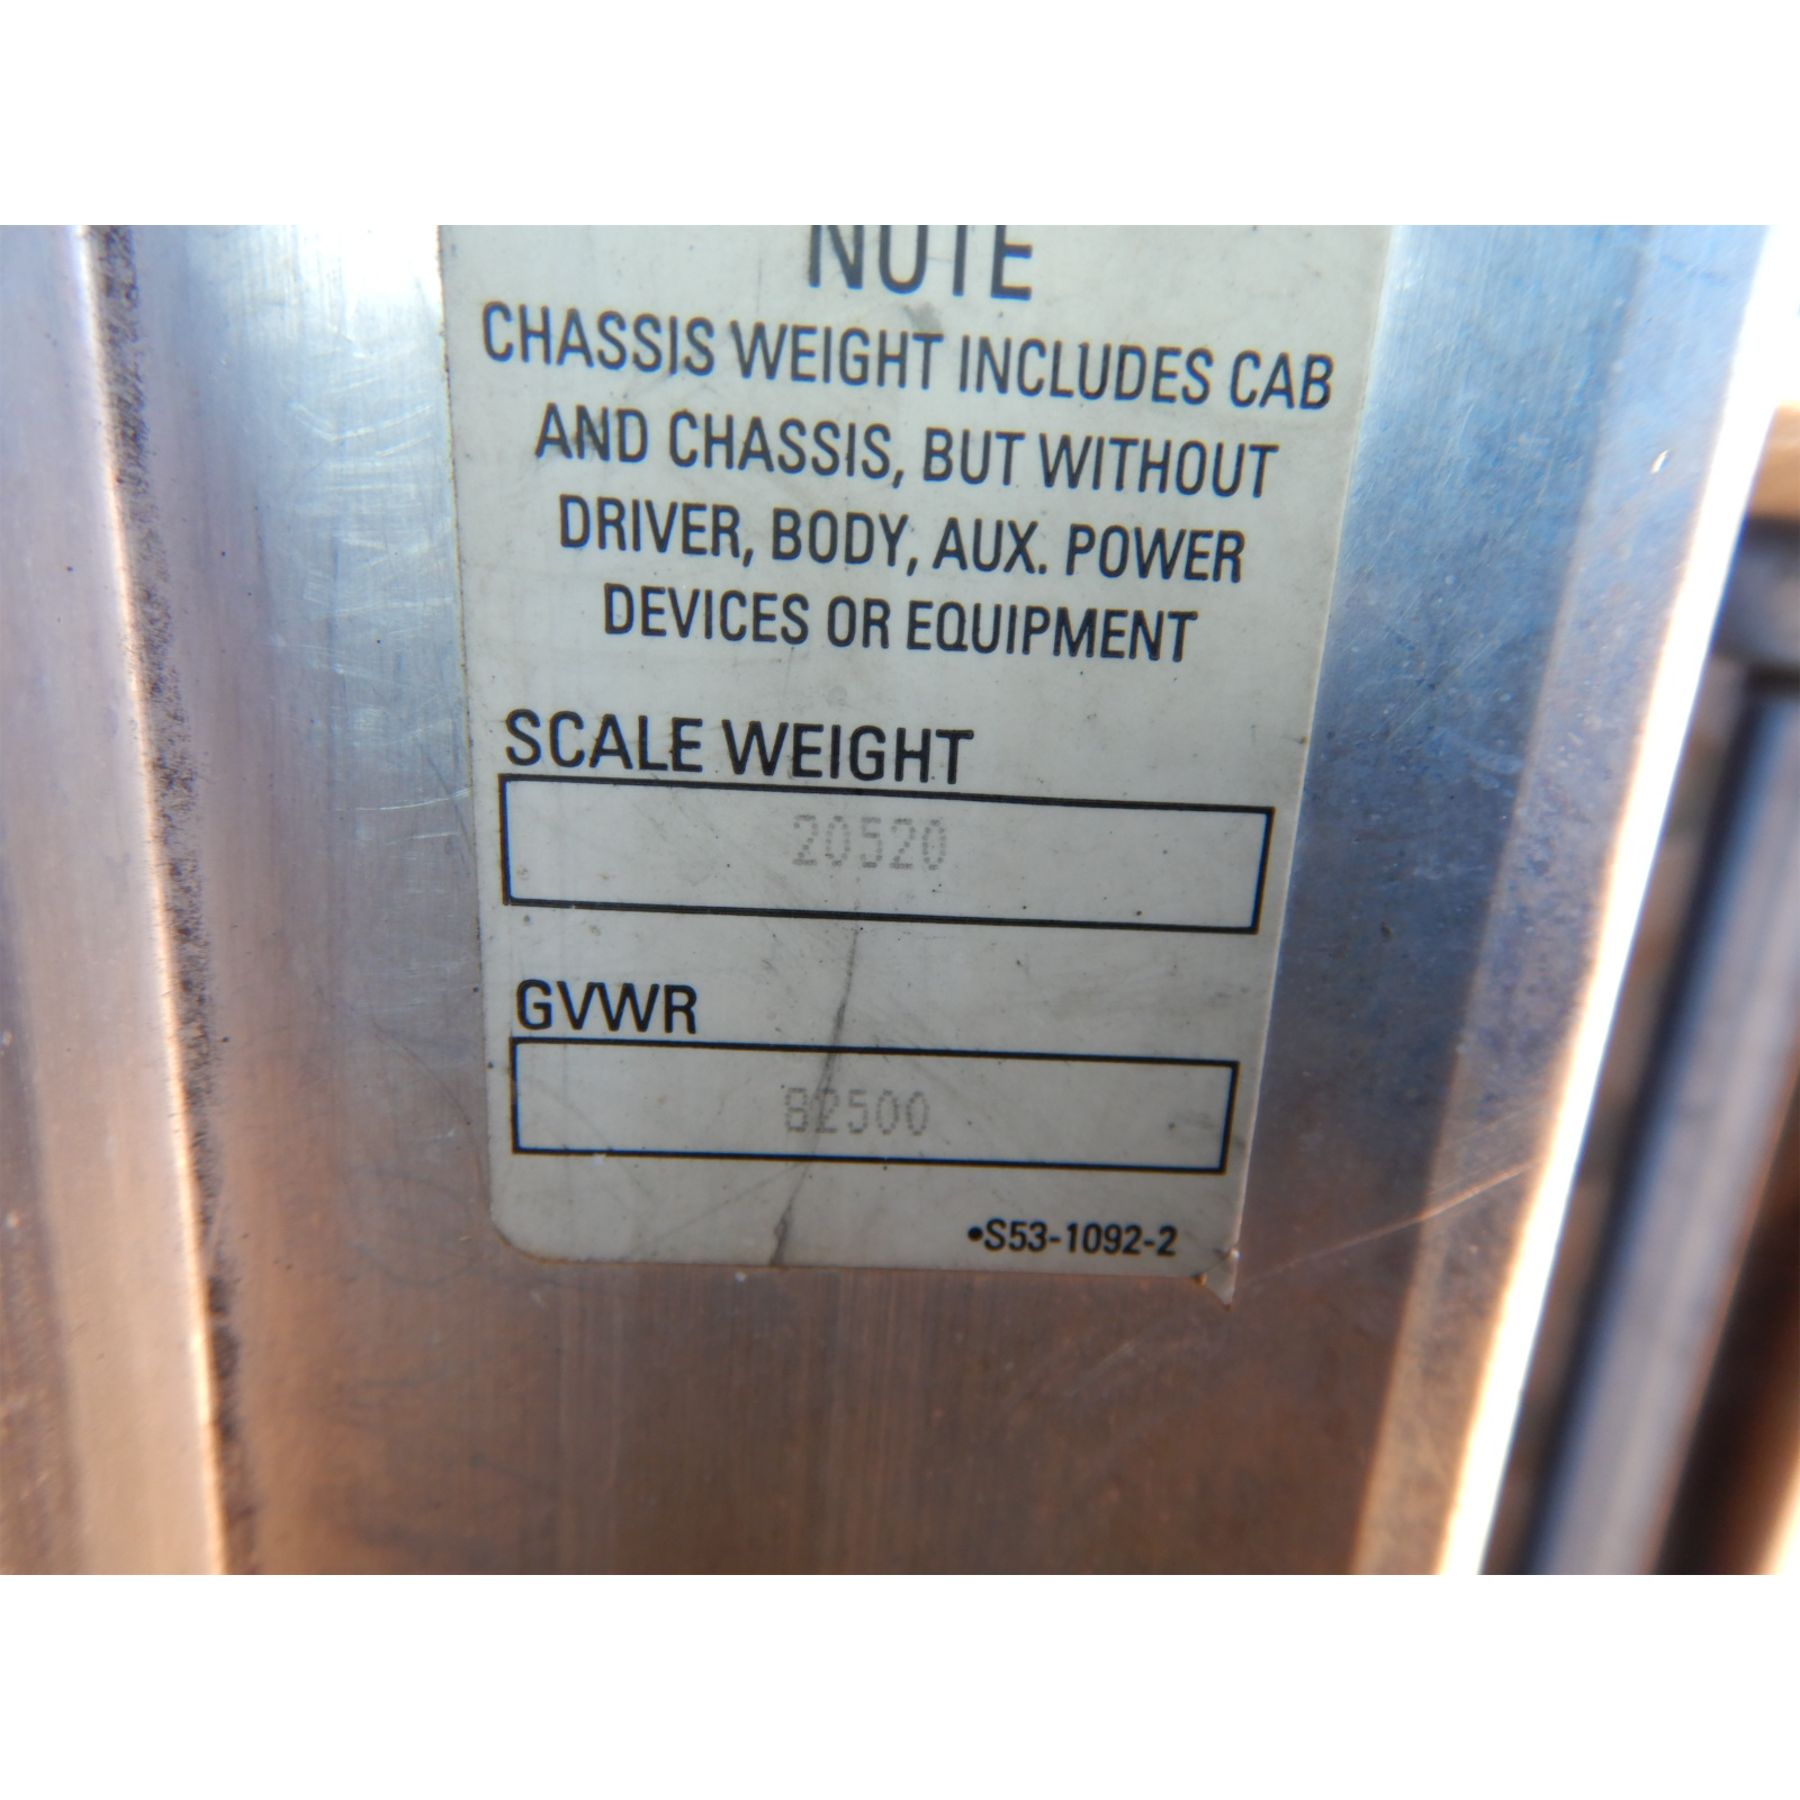 NOTE
CHASSIS WEIGHT INCLUDES CAB
AND CHASSIS, BUT WITHOUT
DRIVER, BODY, AUX. POWER
DEVICES OR EQUIPMENT
SCALE WEIGHT
20520
GVWR
82500
•S53-1092-2